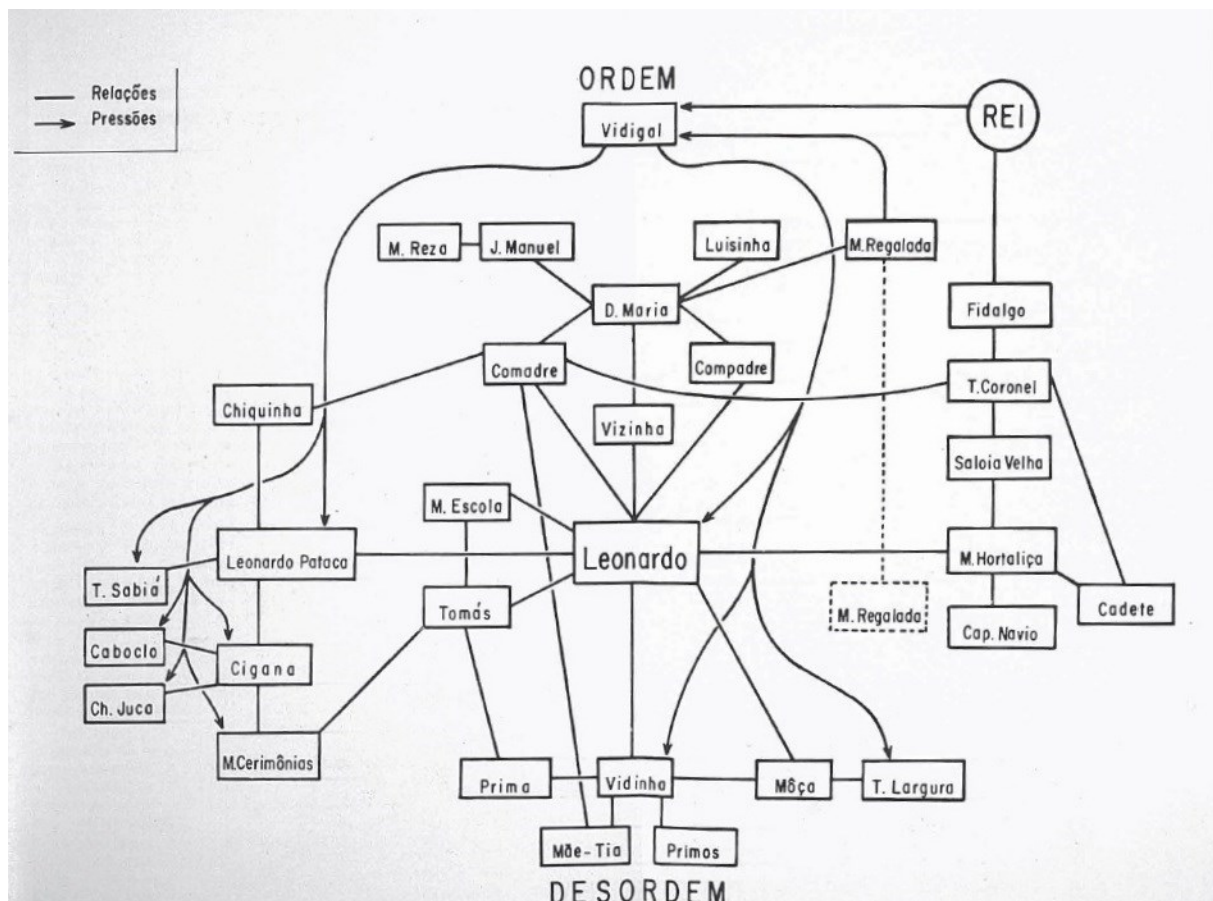 Relações
Pressões
ORDEM
Vidigal
REI
M. Reza
J. Manuel
Luisinha
M. Regalada
D. Maria
Fidalgo
Comadre
Compadre
T. Coronel
Chiquinha
Vizinha
Saloia Velha
M. Escola
Leonardo Pataca
Leonardo
M. Hortaliça
T. Sabiá
Tomás
M. Regalada
Cadete
Cap. Navio
Caboclo
Cigana
Ch. Juca
M. Cerimônias
Prima
Vidinha
Môça
T. Largura
Mãe-Tia
Primos
DESORDEM